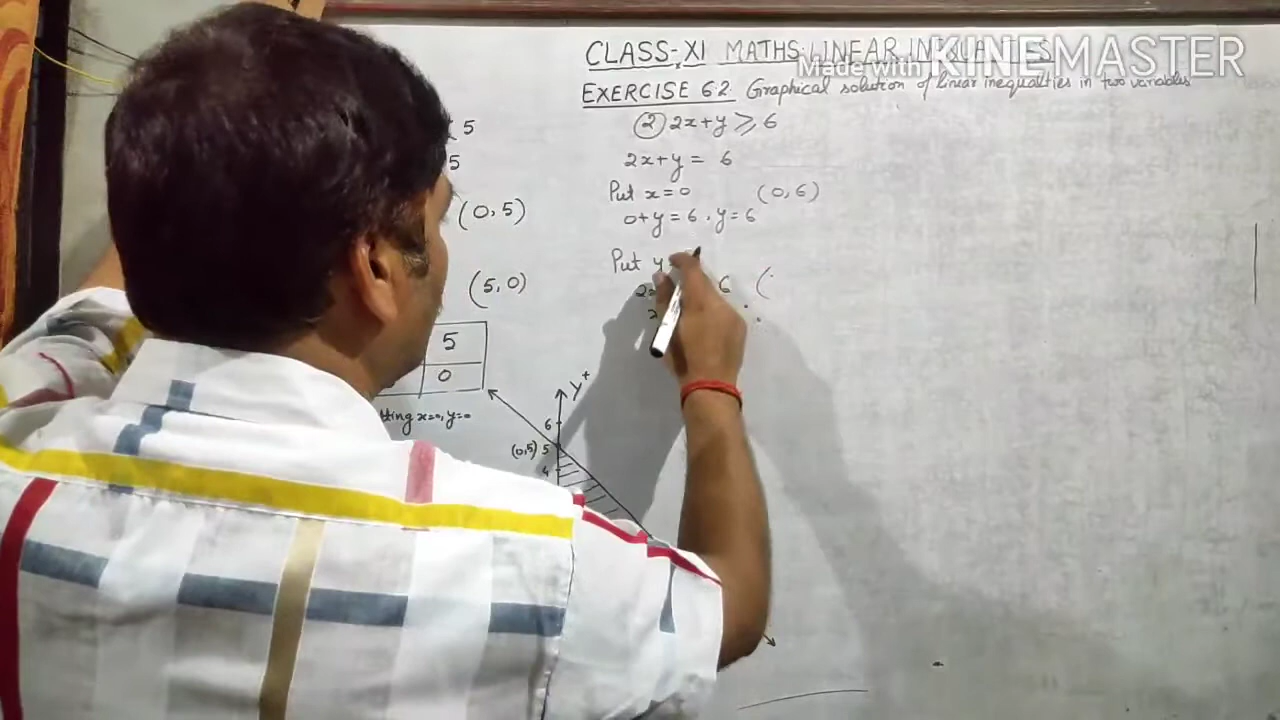 CLASS-XI MATHS: LINEAR INEQUALITIES
Made with KINEMASTER
EXERCISE 6.2. Graphical solution of linear inequalities in two variables
② 2x+y ⩾ 6
2x+y = 6
Put x=0 (0,6)
0+y=6, y=6
Put y
6 (
5
5
(0,5)
(5,0)
5
0
x=0, y=0
y+
6
(0,5) 5
4